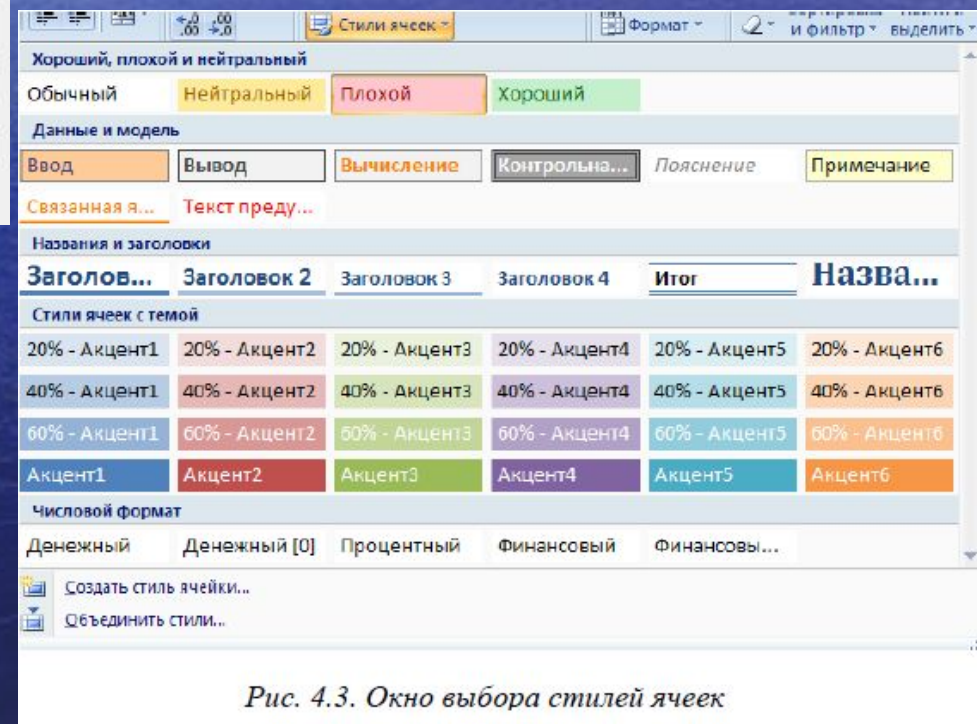 ,00 ,00
,00 ,0
Стили ячеек
Формат
и фильтр выделить
Хороший, плохой и нейтральный
Обычный Нейтральный Плохой Хороший
Данные и модель
Ввод Вывод Вычисление Контрольна... Пояснение Примечание
Связанная я... Текст преду...
Названия и заголовки
Заголов... Заголовок 2 Заголовок 3 Заголовок 4 Итог Назва...
Стили ячеек с темой
20% - Акцент1 20% - Акцент2 20% - Акцент3 20% - Акцент4 20% - Акцент5 20% - Акцент6
40% - Акцент1 40% - Акцент2 40% - Акцент3 40% - Акцент4 40% - Акцент5 40% - Акцент6
60% - Акцент1 60% - Акцент2 60% - Акцент3 60% - Акцент4 60% - Акцент5 60% - Акцент6
Акцент1 Акцент2 Акцент3 Акцент4 Акцент5 Акцент6
Числовой формат
Денежный Денежный [0] Процентный Финансовый Финансовы...
Создать стиль ячейки...
Объединить стили...
Рис. 4.3. Окно выбора стилей ячеек